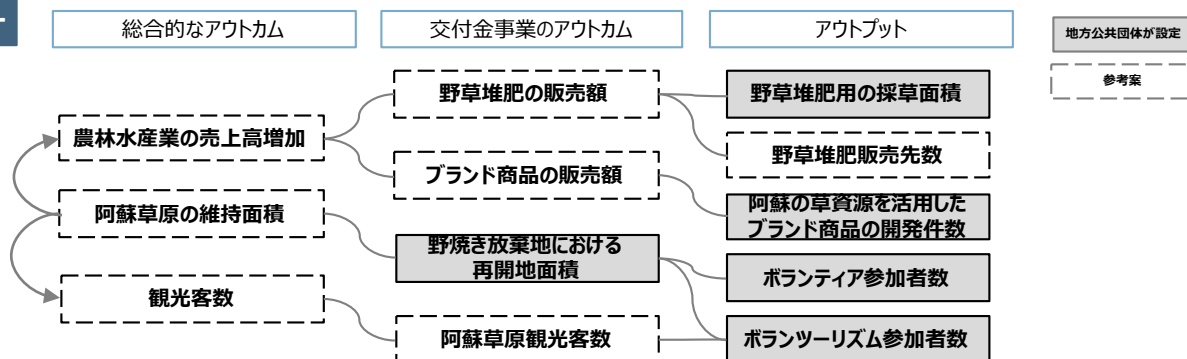 総合的なアウトカム
交付金事業のアウトカム
アウトプット
地方公共団体が設定
参考案
農林水産業の売上高増加
阿蘇草原の維持面積
観光客数
野草堆肥の販売額
ブランド商品の販売額
野焼き放棄地における
再開地面積
阿蘇草原観光客数
野草堆肥用の採草面積
野草堆肥販売先数
阿蘇の草資源を活用した
ブランド商品の開発件数
ボランティア参加者数
ボランツーリズム参加者数